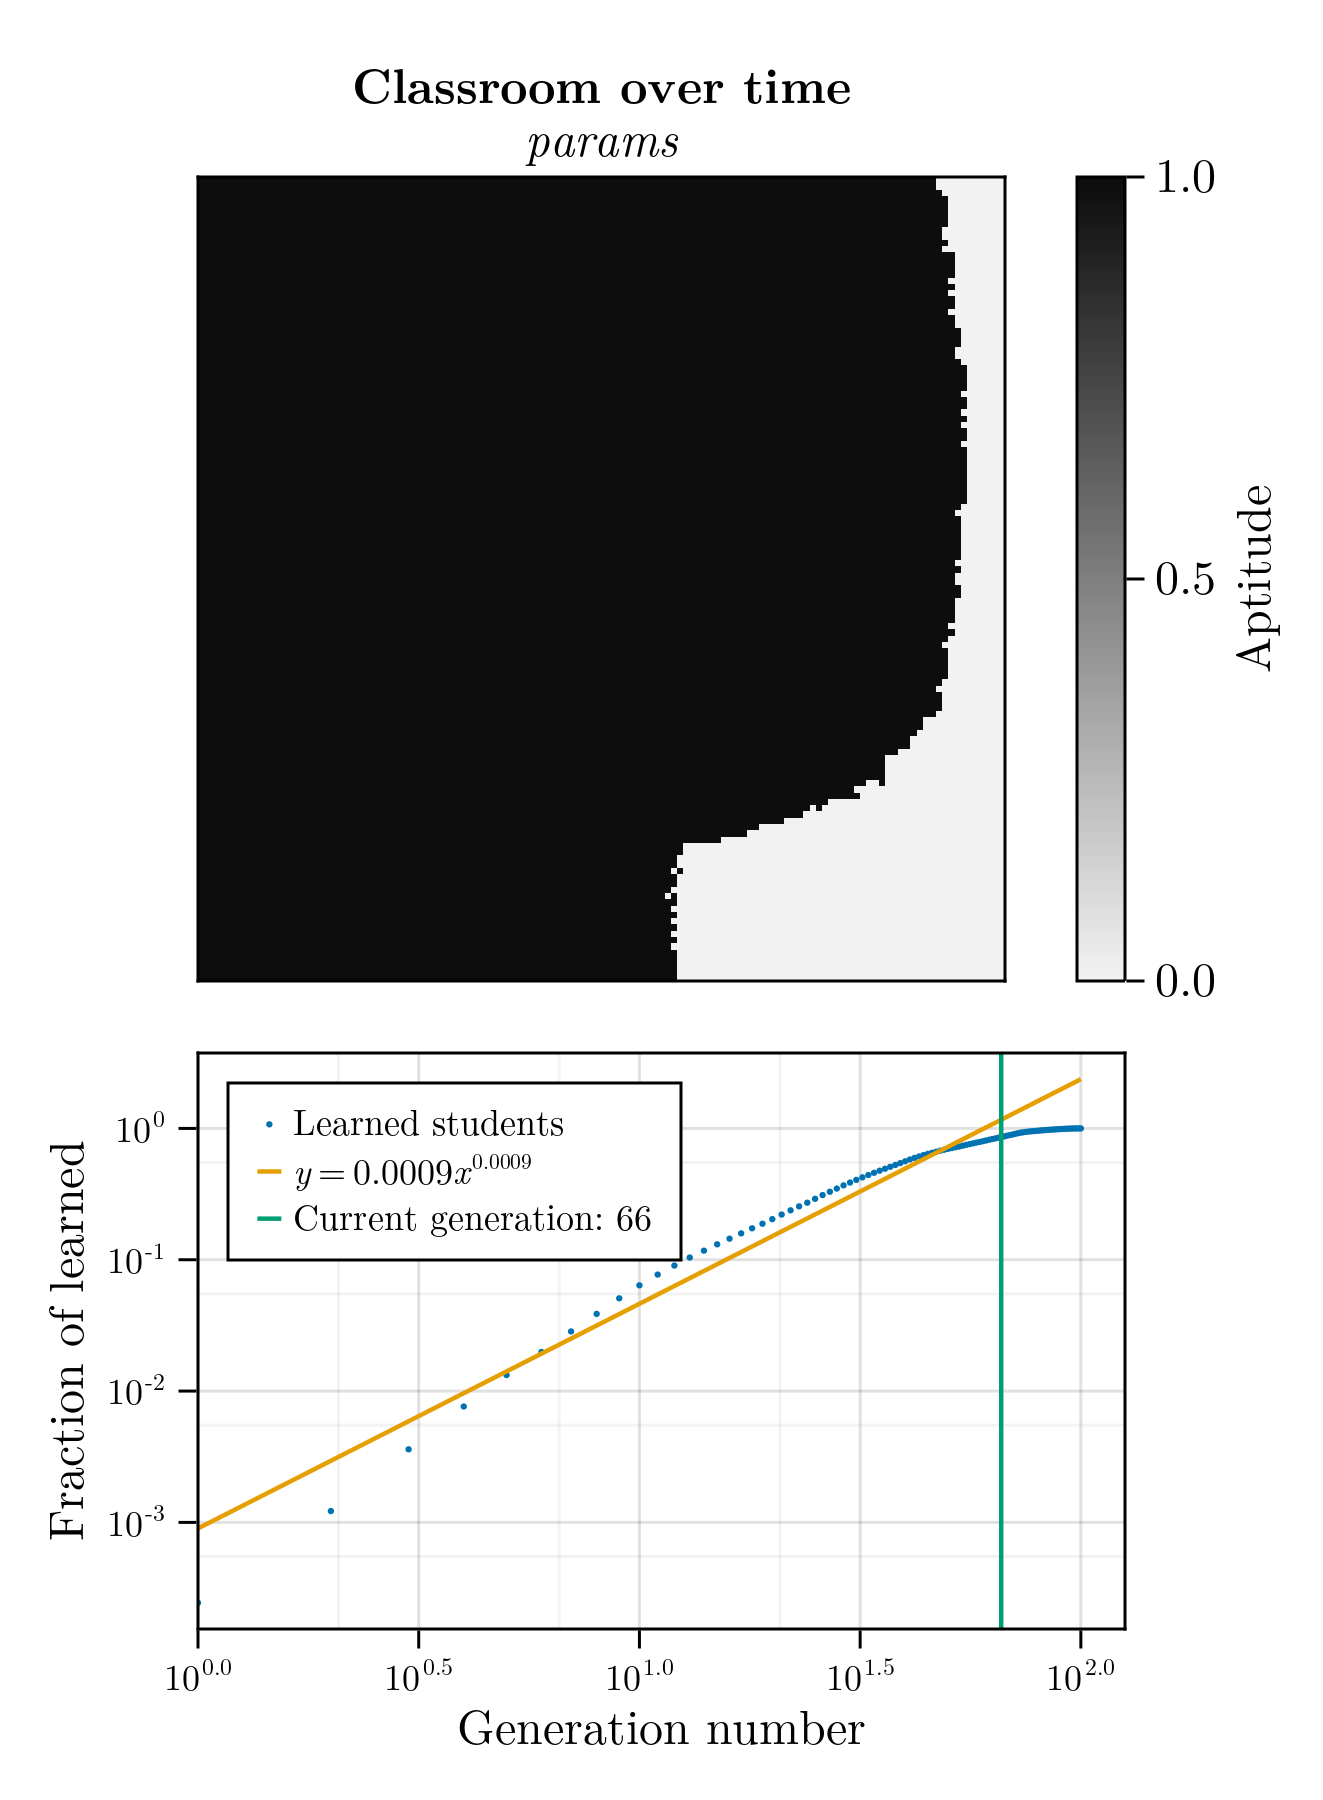 Classroom over time
params
1.0
0.5
0.0
Aptitude
Learned students
y = 0.0009x^0.0009
Current generation: 66
10^0
10^-1
10^-2
10^-3
Fraction of learned
10^0.0
10^0.5
10^1.0
10^1.5
10^2.0
Generation number